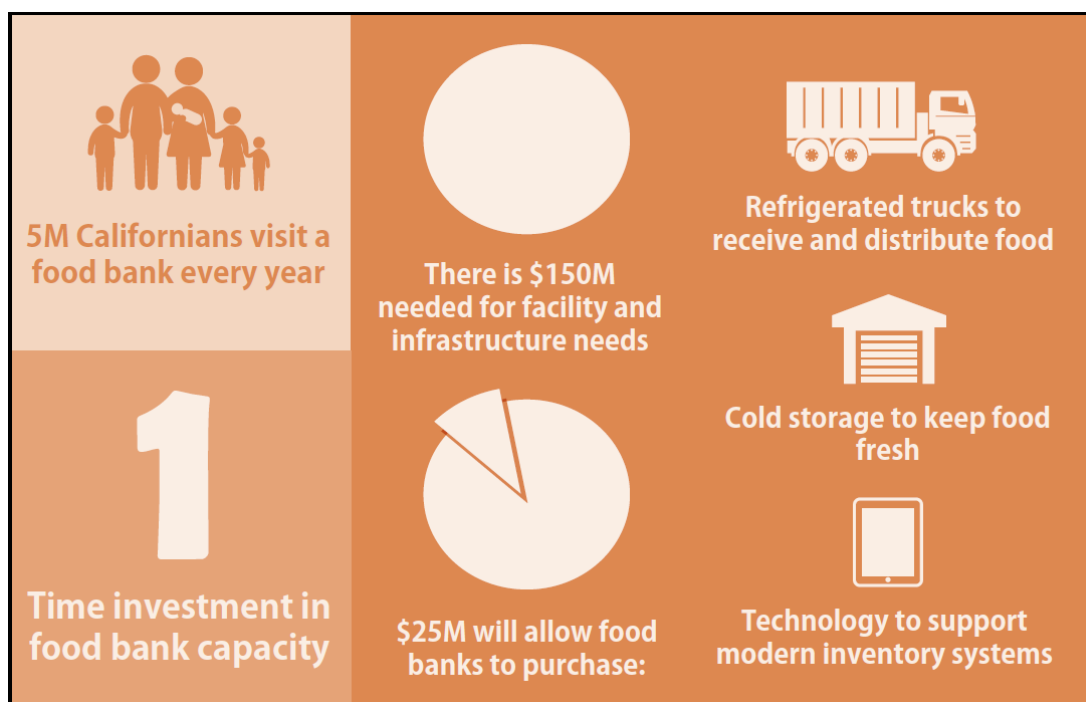 5M Californians visit a
food bank every year
1
Time investment in
food bank capacity
There is $150M
needed for facility and
infrastructure needs
$25M will allow food
banks to purchase:
Refrigerated trucks to
receive and distribute food
Cold storage to keep food
fresh
Technology to support
modern inventory systems